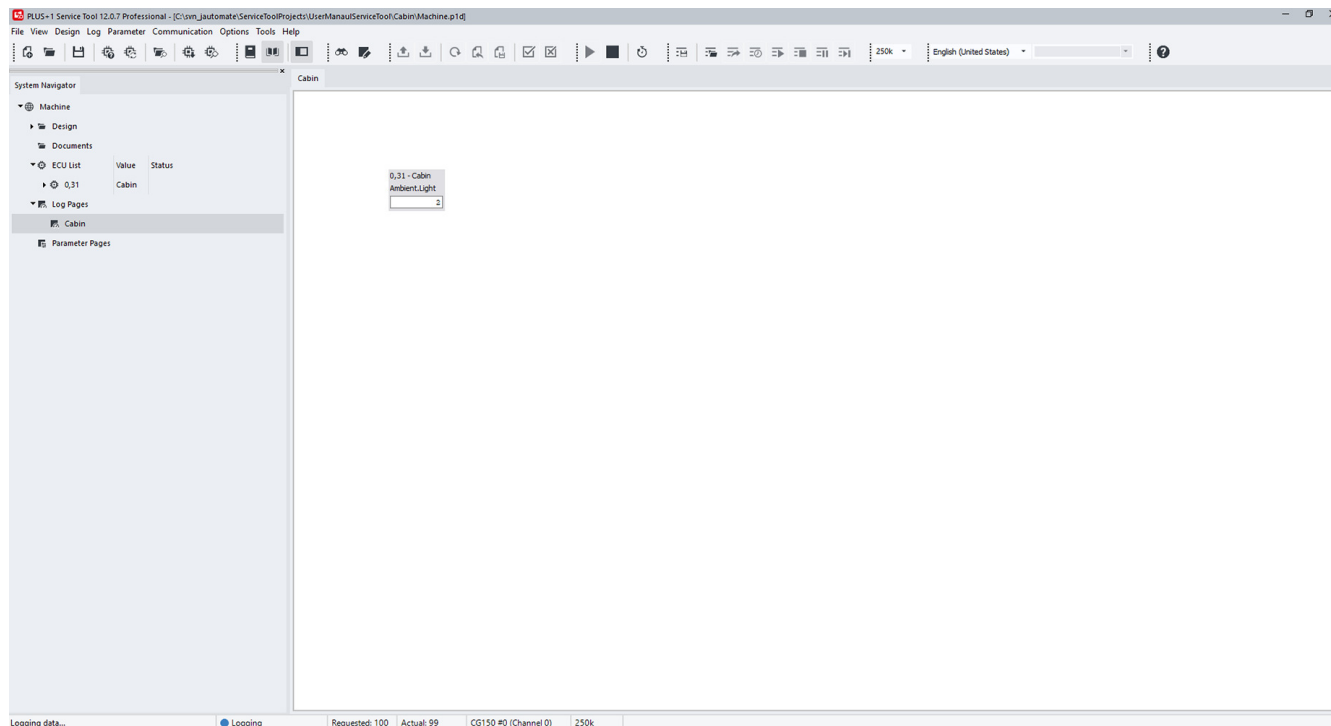 PLUS+1 Service Tool 12.0.7 Professional - [C:\svn_jautomate\ServiceToolProjects\UserManaulServiceTool\Cabin\Machine.p1d]
File View Design Log Parameter Communication Options Tools Help
250k English (United States)
System Navigator
Cabin
Machine
Design
Documents
ECU List Value Status
0,31 Cabin
Log Pages
Cabin
Parameter Pages
0,31 - Cabin
Ambient.Light
2
Logging data... Logging Requested: 100 Actual: 99 CG150 #0 (Channel 0) 250k